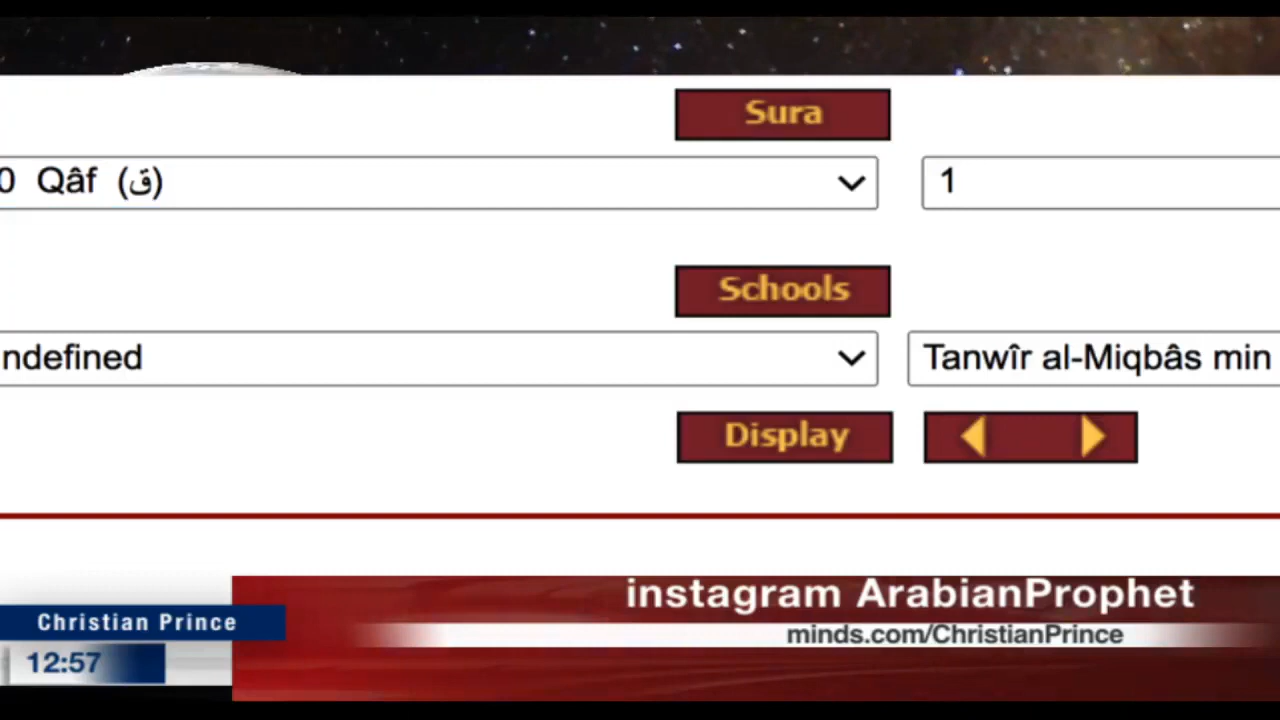 Sura
0 Qâf (ق)
1
Schools
ndefined
Tanwîr al-Miqbâs min
Display
instagram ArabianProphet
Christian Prince
minds.com/ChristianPrince
12:57